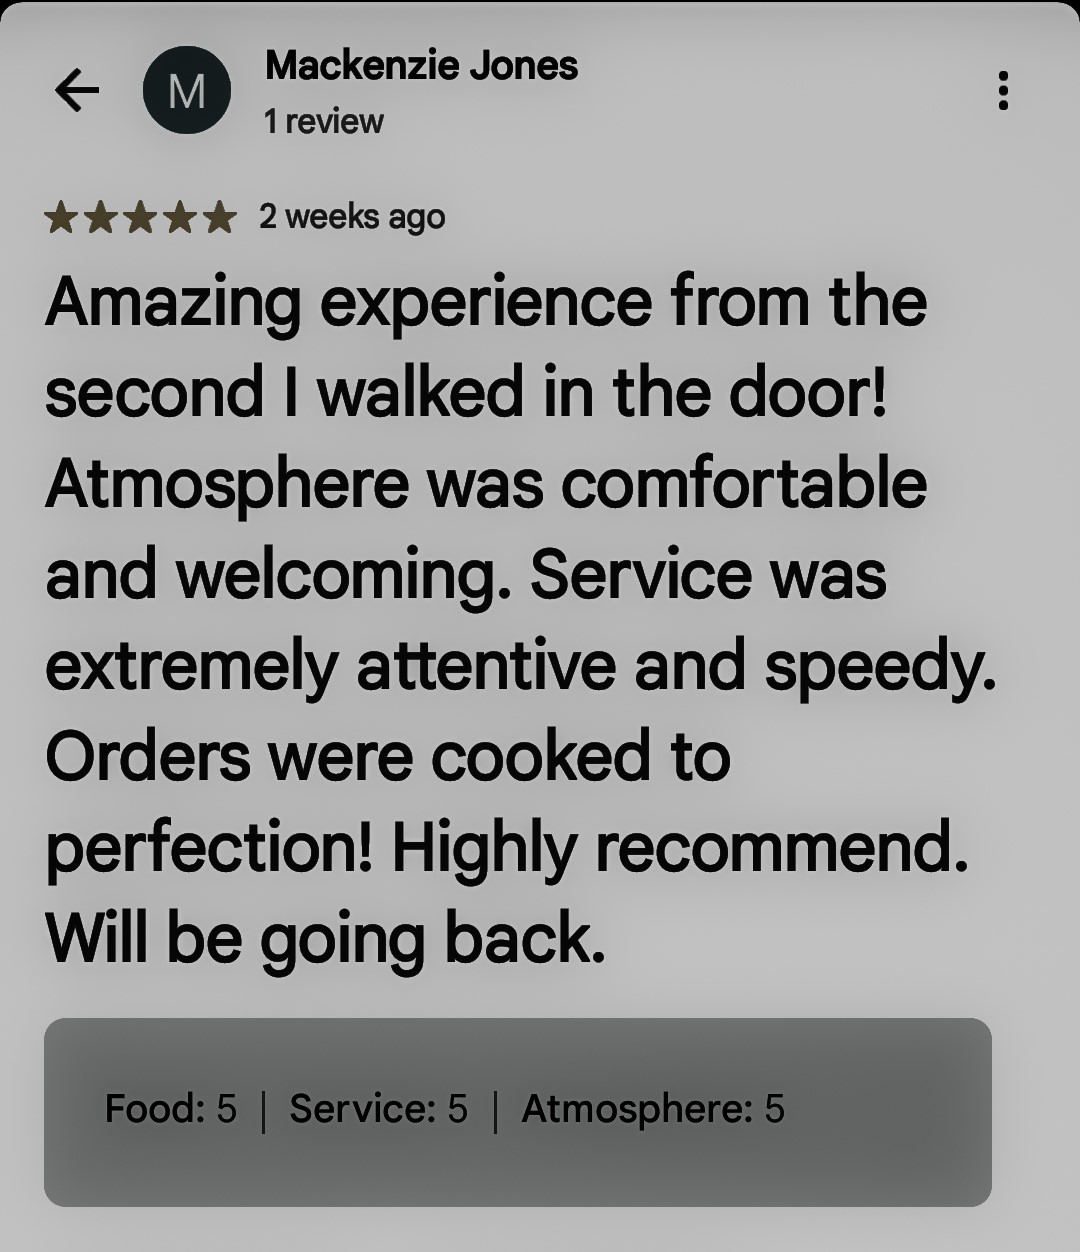 M
Mackenzie Jones
1 review
2 weeks ago
Amazing experience from the
second I walked in the door!
Atmosphere was comfortable
and welcoming. Service was
extremely attentive and speedy.
Orders were cooked to
perfection! Highly recommend.
Will be going back.
Food: 5 | Service: 5 | Atmosphere: 5